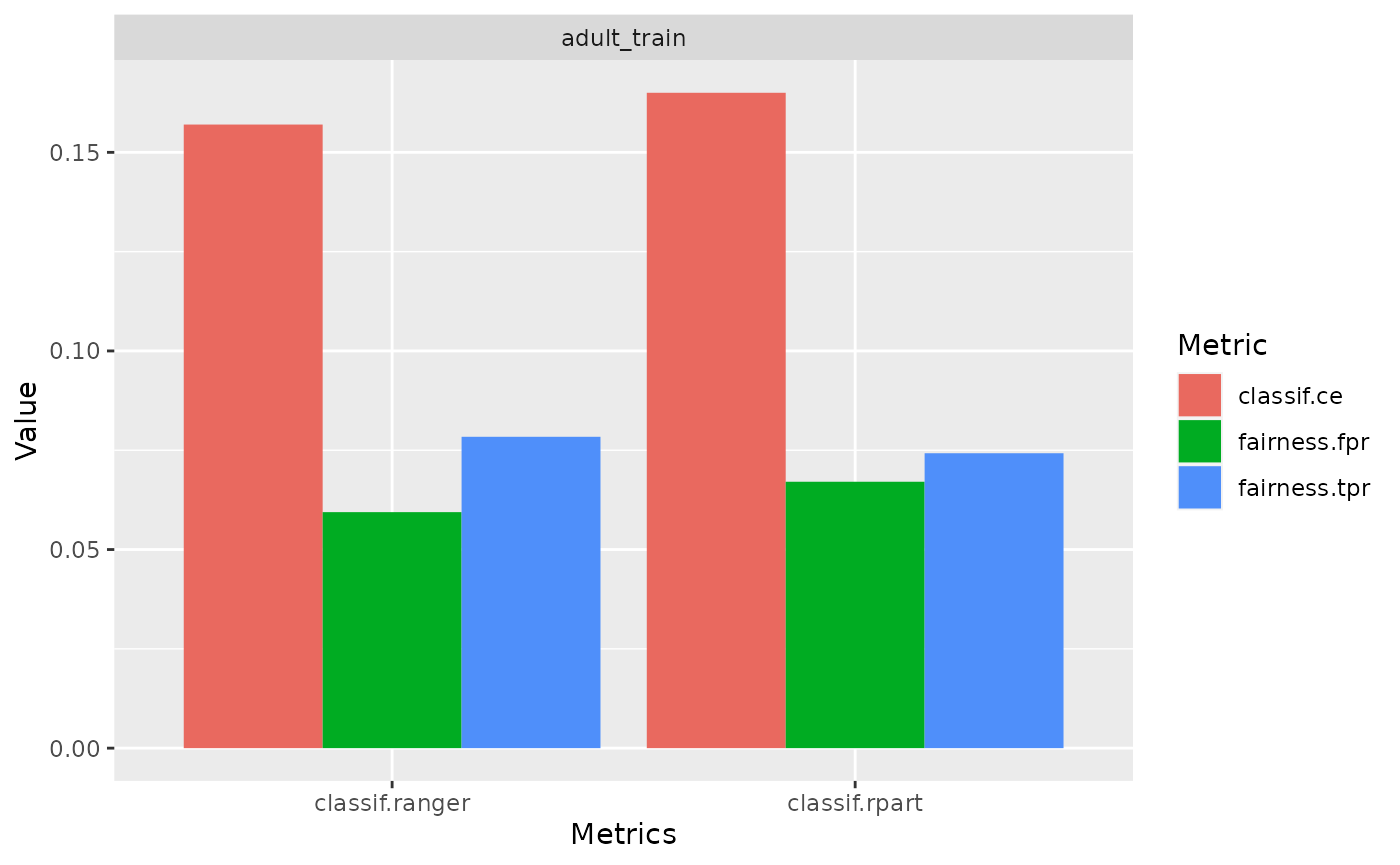 adult_train
0.15
0.10
0.05
0.00
Value
classif.ranger
classif.rpart
Metrics
Metric
classif.ce
fairness.fpr
fairness.tpr